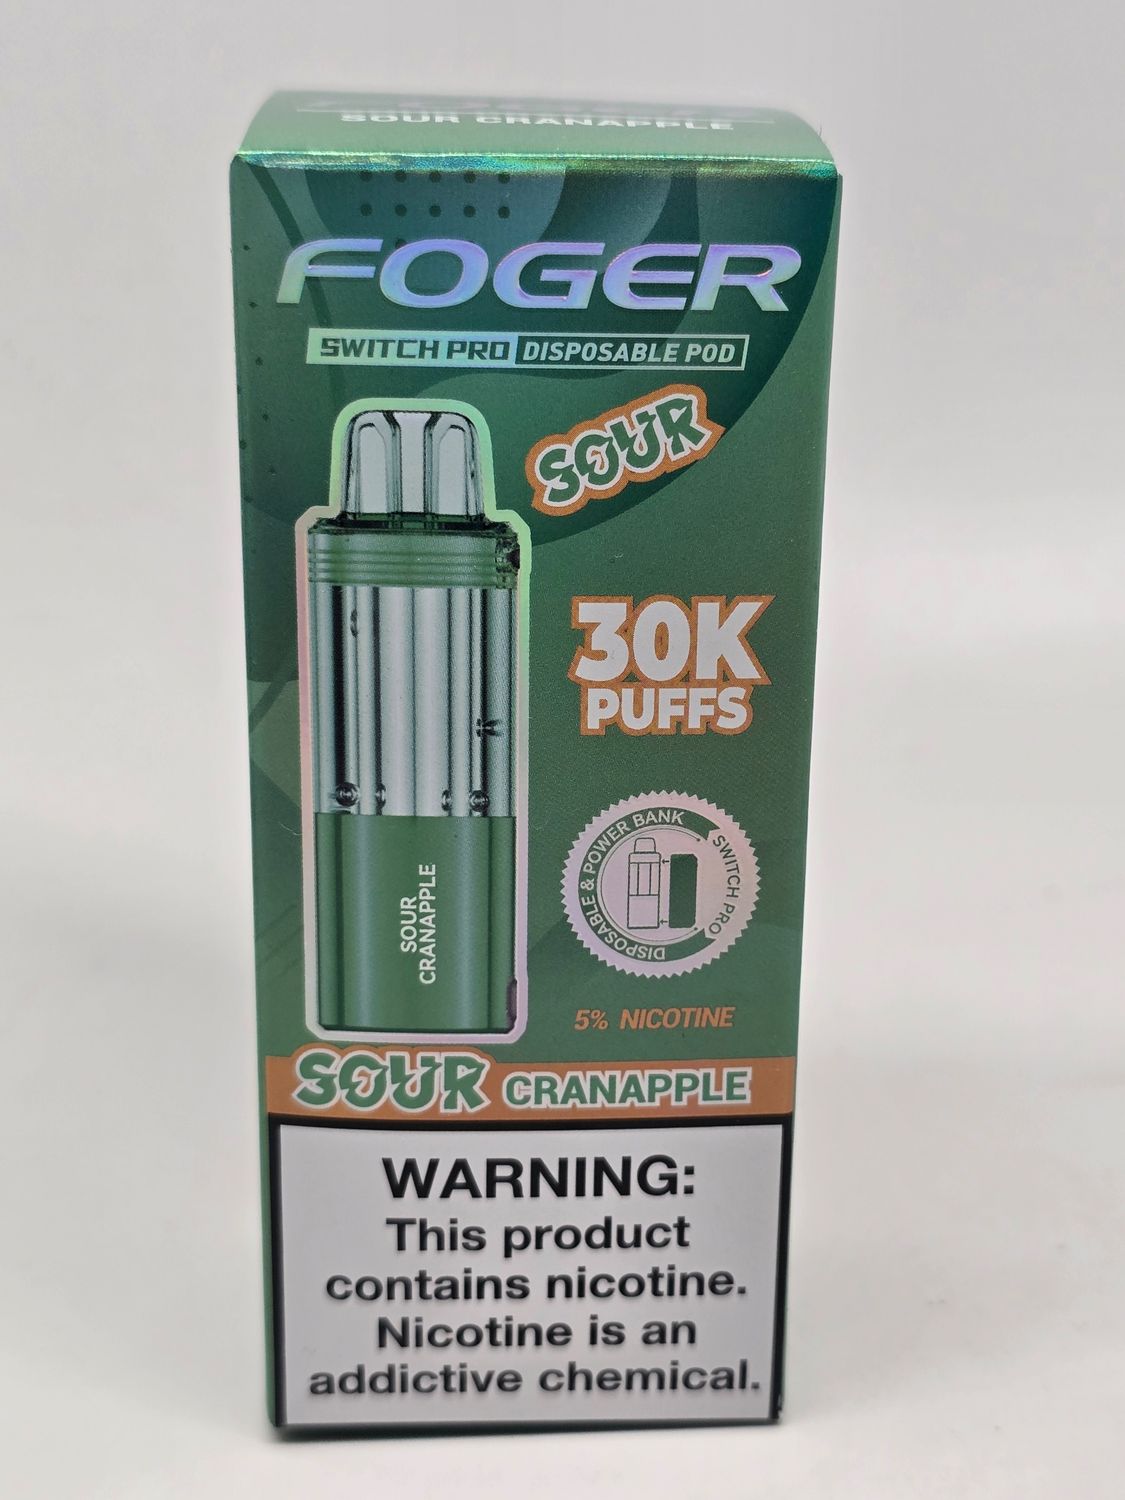 SOUR CRANAPPLE
FOGER
SWITCH PRO DISPOSABLE POD
SOUR
30K
PUFFS
SOUR
CRANAPPLE
DISPOSABLE & POWER BANK
SWITCH PRO
5% NICOTINE
SOUR CRANAPPLE
WARNING:
This product
contains nicotine.
Nicotine is an
addictive chemical.